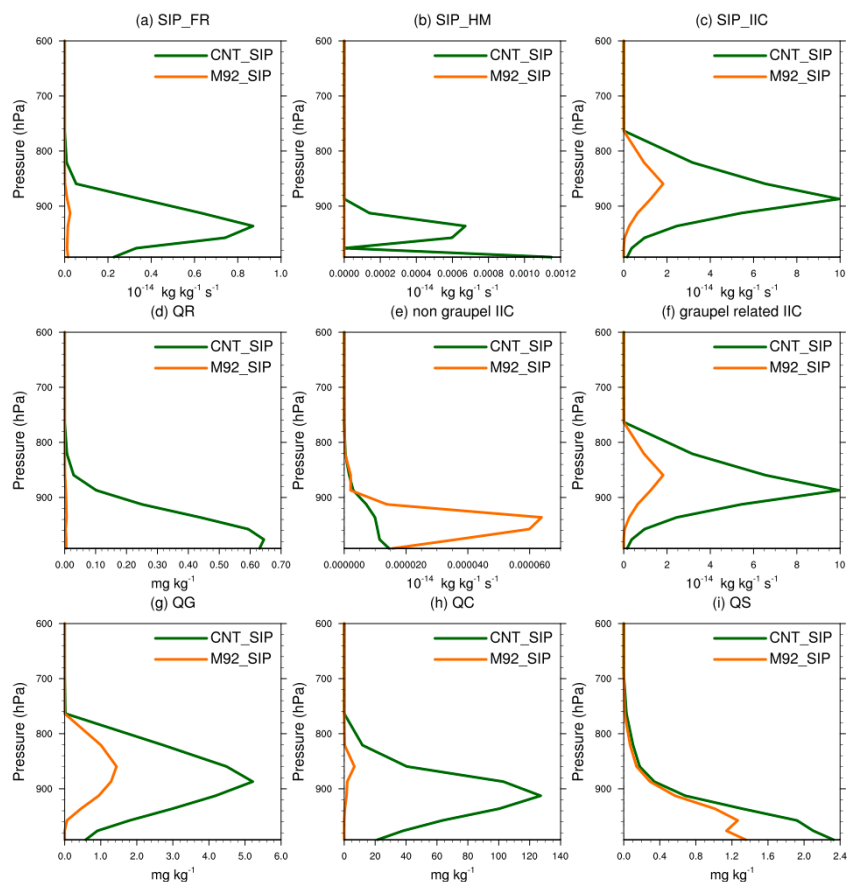 (a) SIP_FR
(b) SIP_HM
(c) SIP_IIC
600
700
800
900
Pressure (hPa)
CNT_SIP
M92_SIP
0.0 0.2 0.4 0.6 0.8 1.0
10⁻¹⁴ kg kg⁻¹ s⁻¹
600
700
800
900
Pressure (hPa)
CNT_SIP
M92_SIP
0.0000 0.0002 0.0004 0.0006 0.0008 0.0010 0.0012
10⁻¹⁴ kg kg⁻¹ s⁻¹
600
700
800
900
Pressure (hPa)
CNT_SIP
M92_SIP
0 2 4 6 8 10
10⁻¹⁴ kg kg⁻¹ s⁻¹
(d) QR
(e) non graupel IIC
(f) graupel related IIC
600
700
800
900
Pressure (hPa)
CNT_SIP
M92_SIP
0.00 0.10 0.20 0.30 0.40 0.50 0.60 0.70
mg kg⁻¹
600
700
800
900
Pressure (hPa)
CNT_SIP
M92_SIP
0.000000 0.000020 0.000040 0.000060
10⁻¹⁴ kg kg⁻¹ s⁻¹
600
700
800
900
Pressure (hPa)
CNT_SIP
M92_SIP
0 2 4 6 8 10
10⁻¹⁴ kg kg⁻¹ s⁻¹
(g) QG
(h) QC
(i) QS
600
700
800
900
Pressure (hPa)
CNT_SIP
M92_SIP
0.0 1.0 2.0 3.0 4.0 5.0 6.0
mg kg⁻¹
600
700
800
900
Pressure (hPa)
CNT_SIP
M92_SIP
0 20 40 60 80 100 120 140
mg kg⁻¹
600
700
800
900
Pressure (hPa)
CNT_SIP
M92_SIP
0.0 0.6 1.2 1.8 2.4
mg kg⁻¹